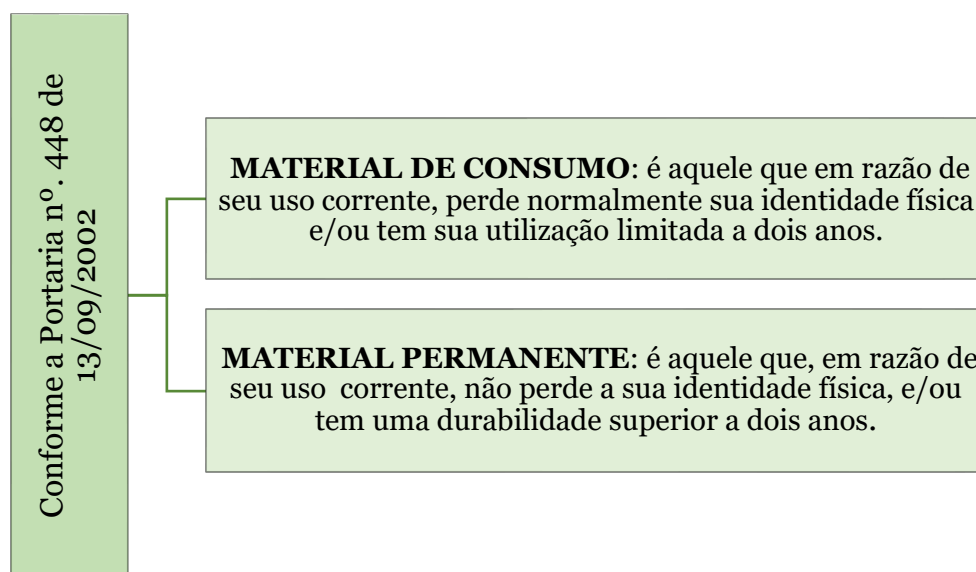 Conforme a Portaria nº. 448 de
13/09/2002
MATERIAL DE CONSUMO: é aquele que em razão de
seu uso corrente, perde normalmente sua identidade física
e/ou tem sua utilização limitada a dois anos.
MATERIAL PERMANENTE: é aquele que, em razão de
seu uso corrente, não perde a sua identidade física, e/ou
tem uma durabilidade superior a dois anos.